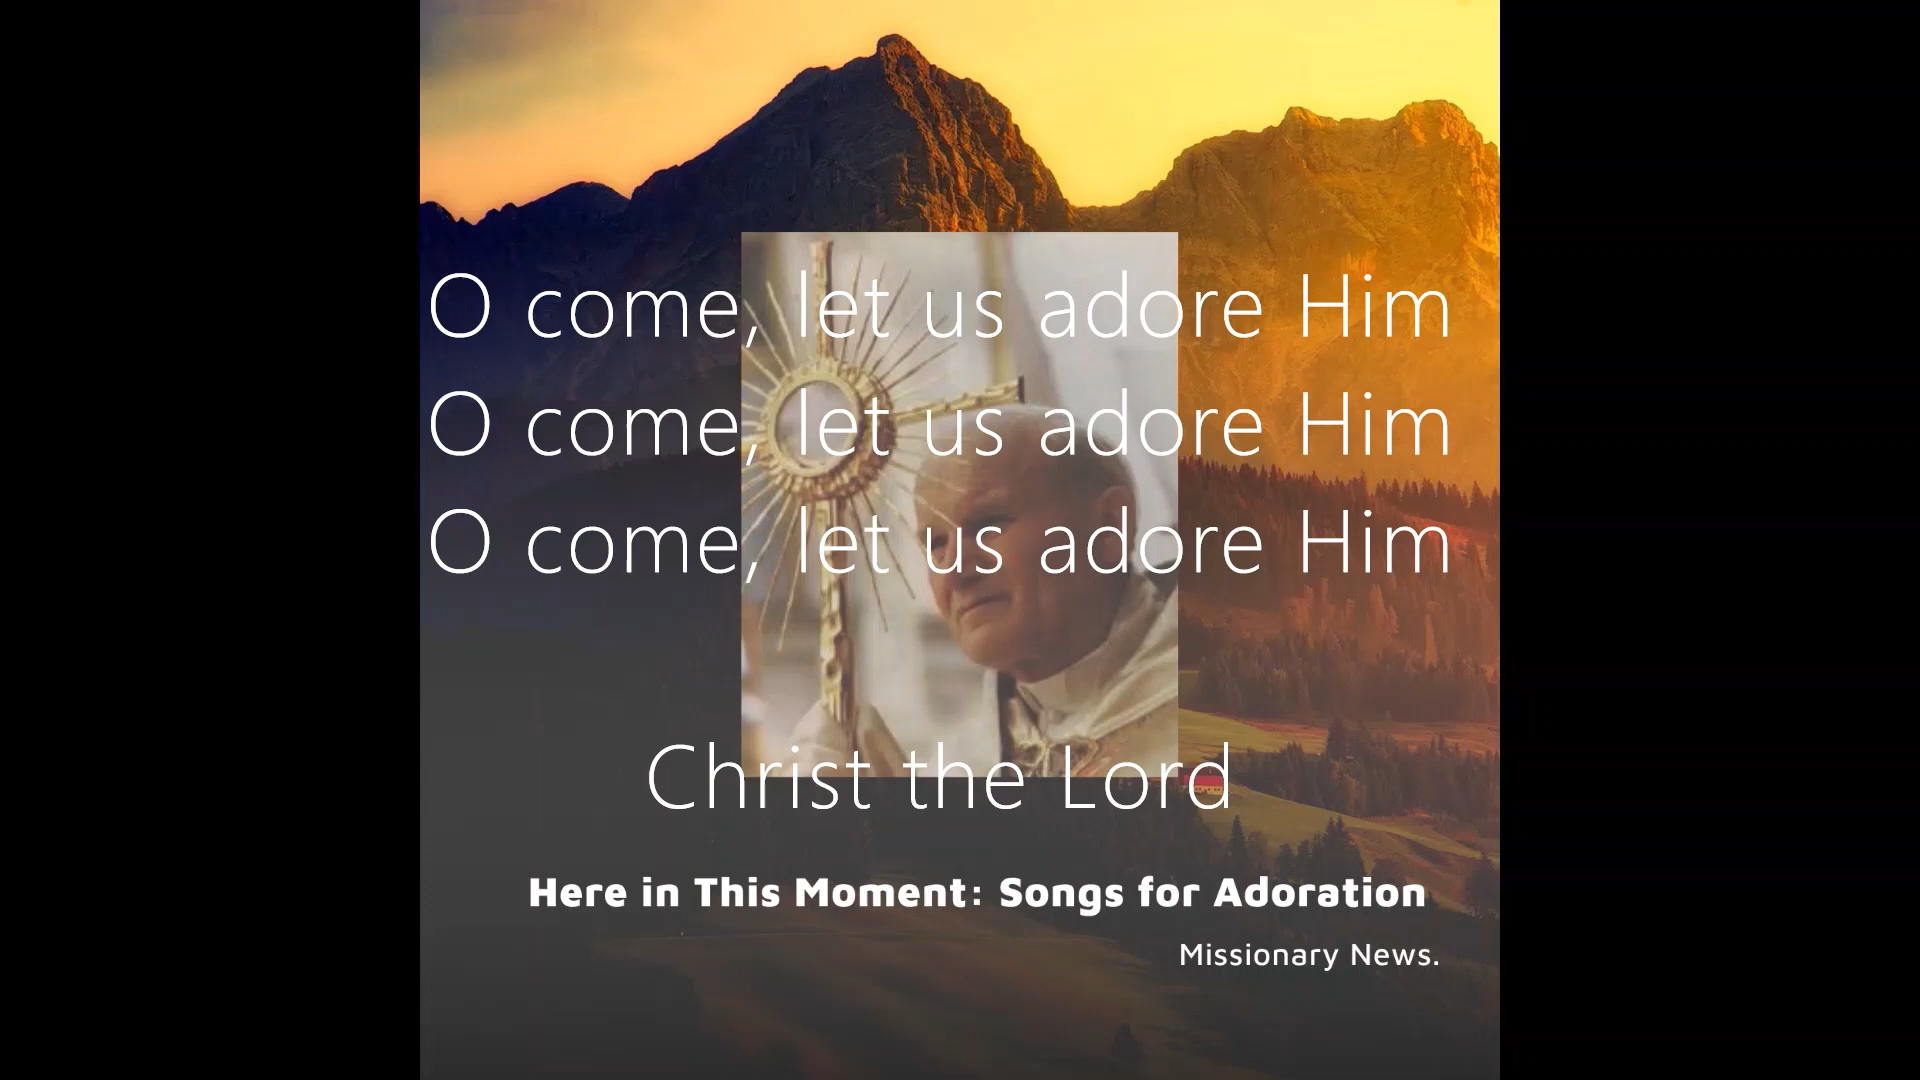 O come, let us adore Him
O come, let us adore Him
O come, let us adore Him
Christ the Lord
Here in This Moment: Songs for Adoration
Missionary News.